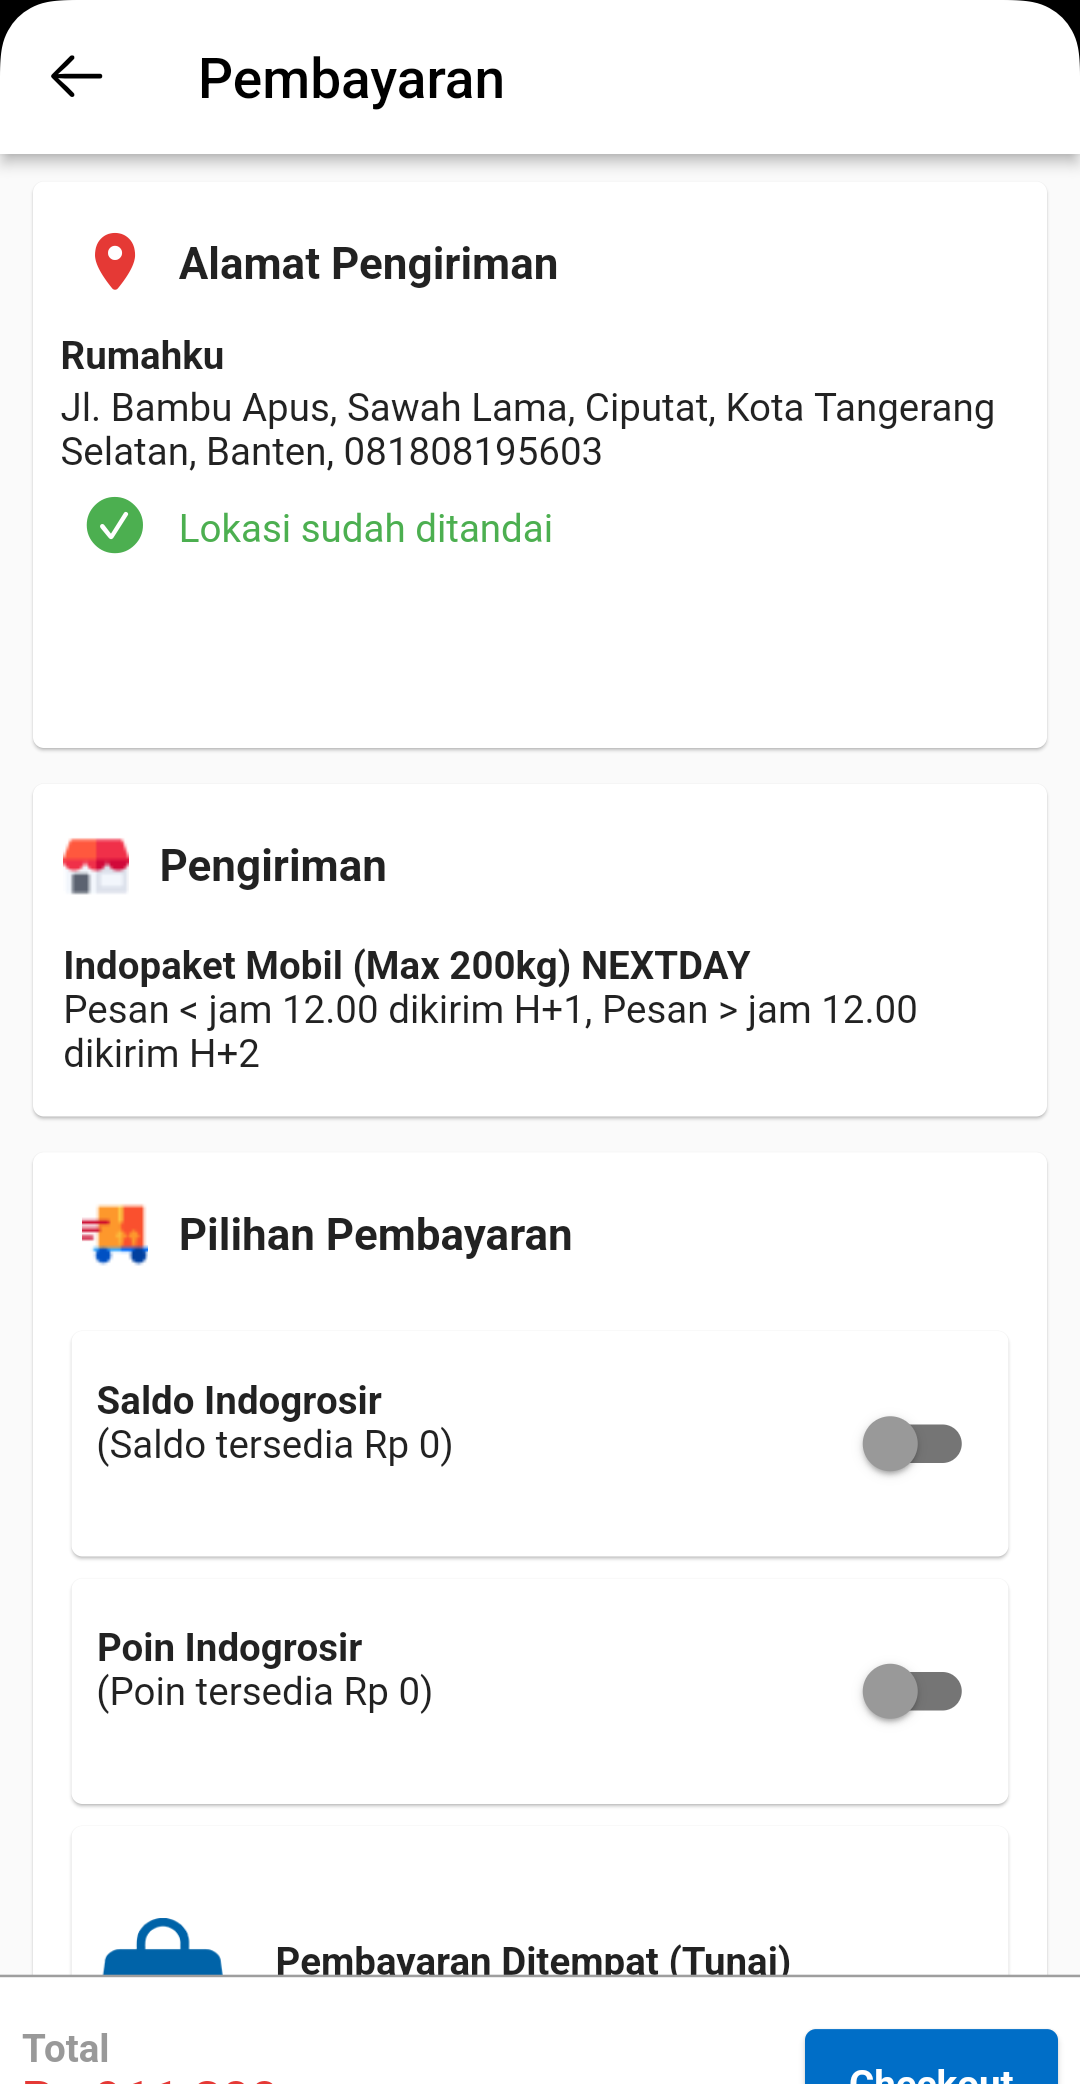 Pembayaran
Alamat Pengiriman
Rumahku
Jl. Bambu Apus, Sawah Lama, Ciputat, Kota Tangerang
Selatan, Banten, 081808195603
Lokasi sudah ditandai
Pengiriman
Indopaket Mobil (Max 200kg) NEXTDAY
Pesan < jam 12.00 dikirim H+1, Pesan > jam 12.00
dikirim H+2
Pilihan Pembayaran
Saldo Indogrosir
(Saldo tersedia Rp 0)
Poin Indogrosir
(Poin tersedia Rp 0)
Pembayaran Ditempat (Tunai)
Total
Checkout